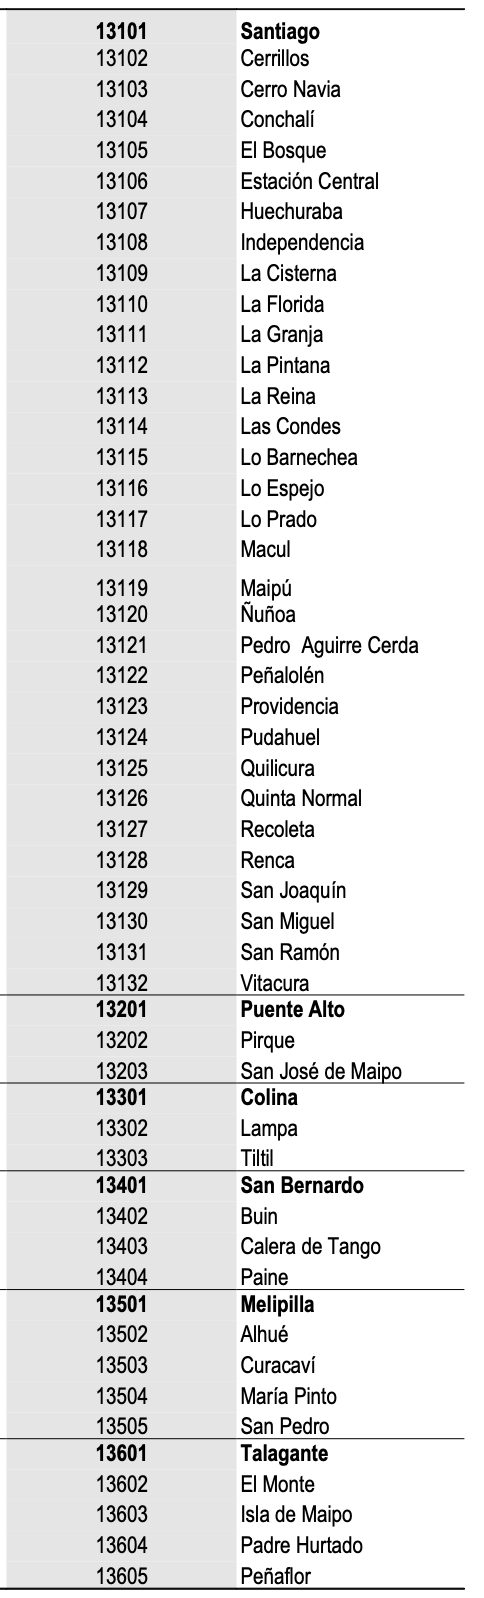 13101 Santiago
13102 Cerrillos
13103 Cerro Navia
13104 Conchalí
13105 El Bosque
13106 Estación Central
13107 Huechuraba
13108 Independencia
13109 La Cisterna
13110 La Florida
13111 La Granja
13112 La Pintana
13113 La Reina
13114 Las Condes
13115 Lo Barnechea
13116 Lo Espejo
13117 Lo Prado
13118 Macul
13119 Maipú
13120 Ñuñoa
13121 Pedro Aguirre Cerda
13122 Peñalolén
13123 Providencia
13124 Pudahuel
13125 Quilicura
13126 Quinta Normal
13127 Recoleta
13128 Renca
13129 San Joaquín
13130 San Miguel
13131 San Ramón
13132 Vitacura
13201 Puente Alto
13202 Pirque
13203 San José de Maipo
13301 Colina
13302 Lampa
13303 Tiltil
13401 San Bernardo
13402 Buin
13403 Calera de Tango
13404 Paine
13501 Melipilla
13502 Alhué
13503 Curacaví
13504 María Pinto
13505 San Pedro
13601 Talagante
13602 El Monte
13603 Isla de Maipo
13604 Padre Hurtado
13605 Peñaflor